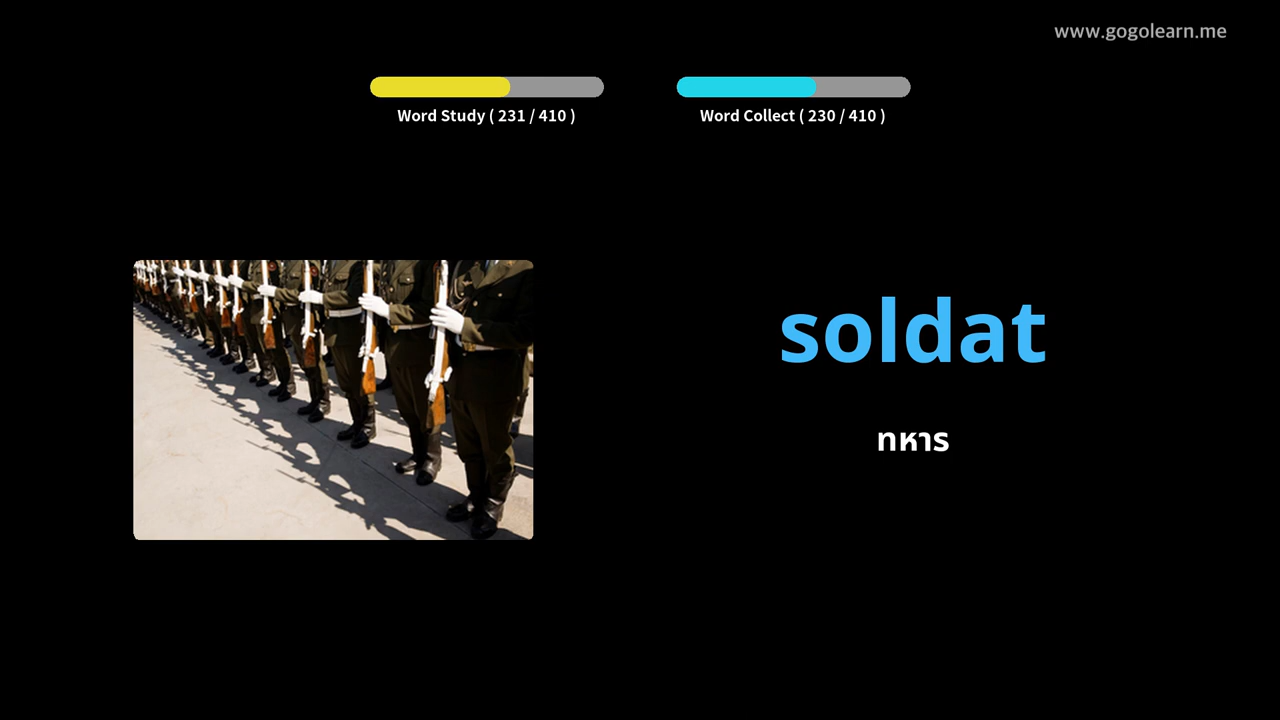 www.gogolearn.me
Word Study ( 231 / 410 )
Word Collect ( 230 / 410 )
soldat
ทหาร